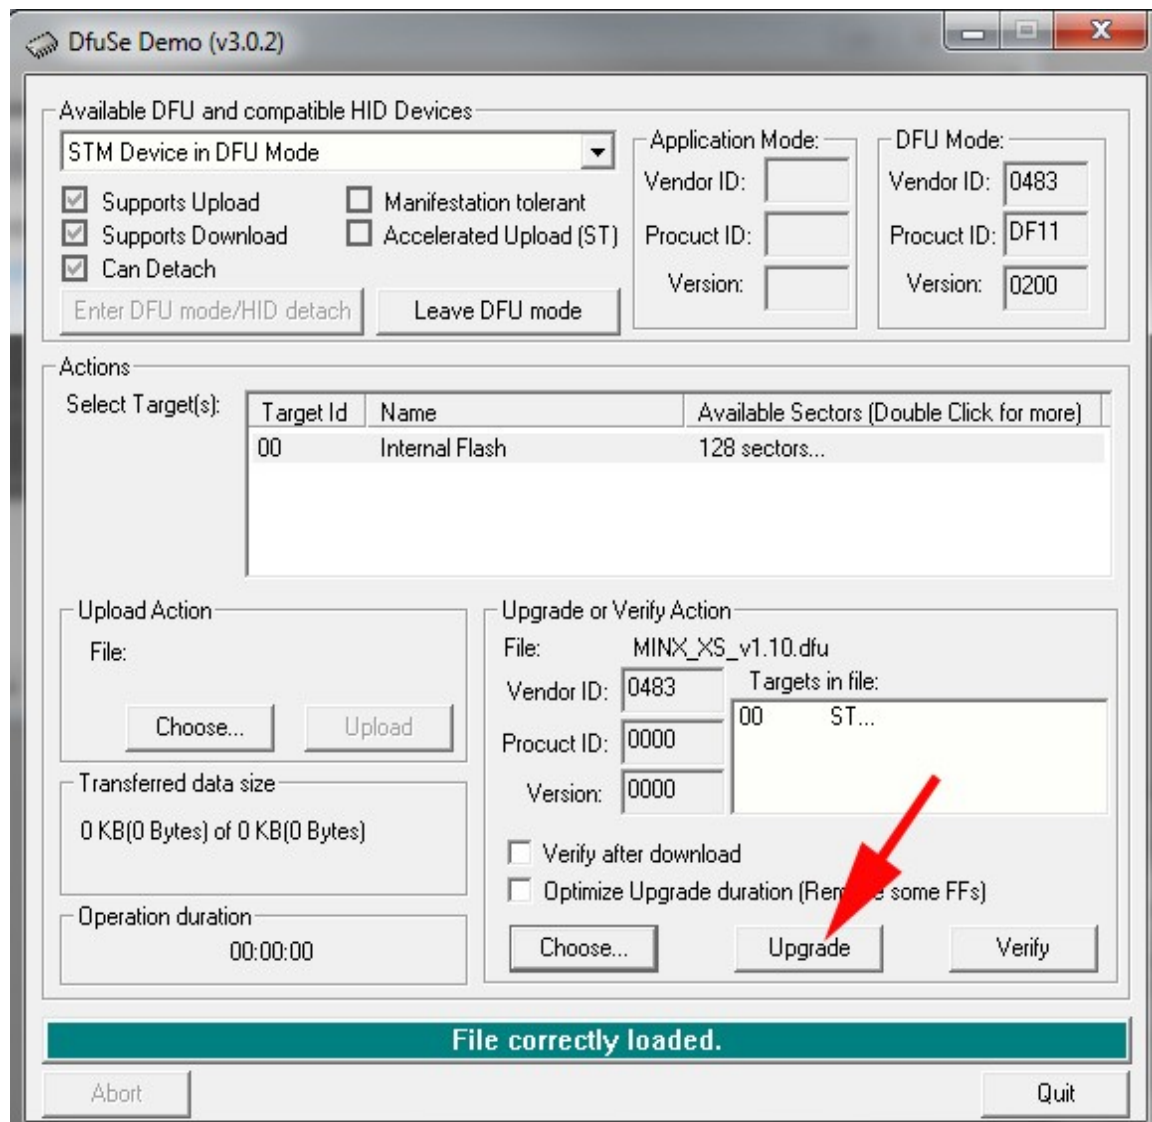 DfuSe Demo (v3.0.2)
Available DFU and compatible HID Devices
STM Device in DFU Mode
Supports Upload
Manifestation tolerant
Supports Download
Accelerated Upload (ST)
Can Detach
Enter DFU mode/HID detach
Leave DFU mode
Application Mode:
Vendor ID:
Procuct ID:
Version:
DFU Mode:
Vendor ID: 0483
Procuct ID: DF11
Version: 0200
Actions
Select Target(s):
Target Id Name Available Sectors (Double Click for more)
00 Internal Flash 128 sectors...
Upload Action
File:
Choose... Upload
Transferred data size
0 KB(0 Bytes) of 0 KB(0 Bytes)
Operation duration
00:00:00
Upgrade or Verify Action
File: MINX_XS_v1.10.dfu
Vendor ID: 0483
Procuct ID: 0000
Version: 0000
Targets in file:
00 ST...
Verify after download
Optimize Upgrade duration (Remove some FFs)
Choose... Upgrade Verify
File correctly loaded.
Abort Quit